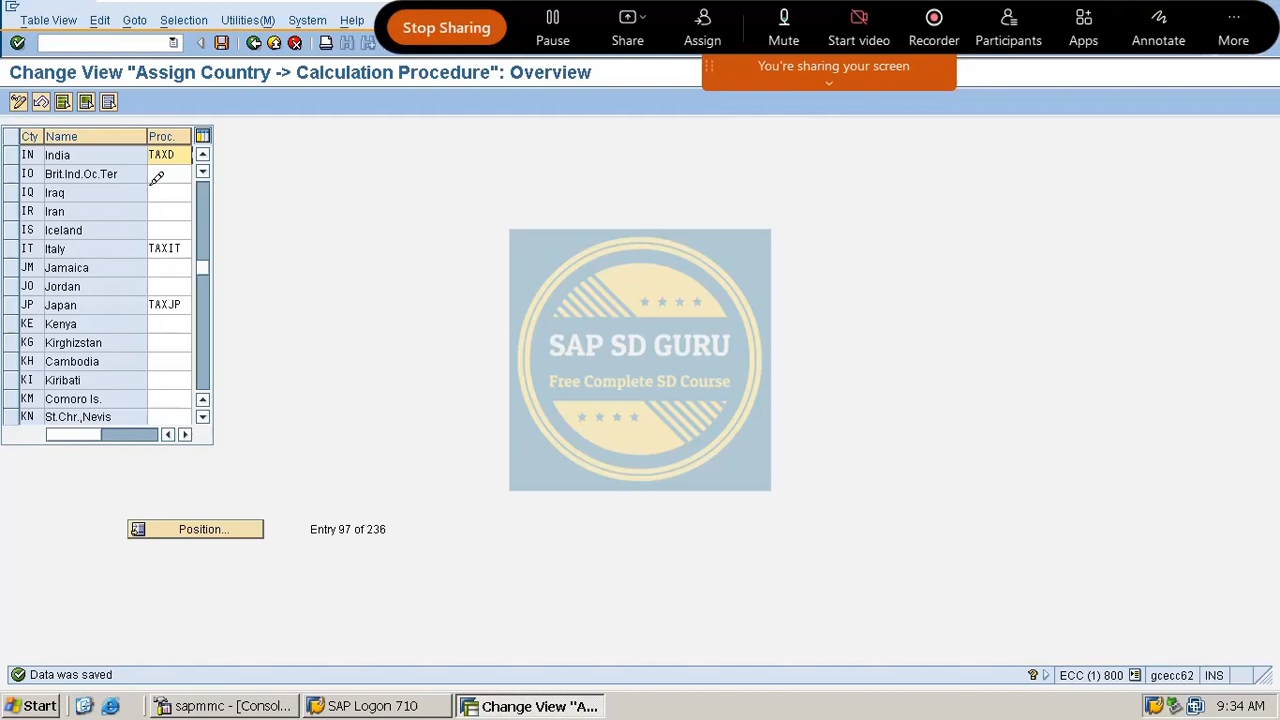 Table View Edit Goto Selection Utilities(M) System Help
Stop Sharing Pause Share Assign Mute Start video Recorder Participants Apps Annotate More
You're sharing your screen
Change View "Assign Country -> Calculation Procedure": Overview
Cty Name Proc.
IN India TAXD
IO Brit.Ind.Oc.Ter
IQ Iraq
IR Iran
IS Iceland
IT Italy TAXIT
JM Jamaica
JO Jordan
JP Japan TAXJP
KE Kenya
KG Kirghizstan
KH Cambodia
KI Kiribati
KM Comoro Is.
KN St.Chr.,Nevis
SAP SD GURU
Free Complete SD Course
Position... Entry 97 of 236
Data was saved ECC (1) 800 gcecc62 INS
Start sapmmc - [Consol... SAP Logon 710 Change View "A... 9:34 AM